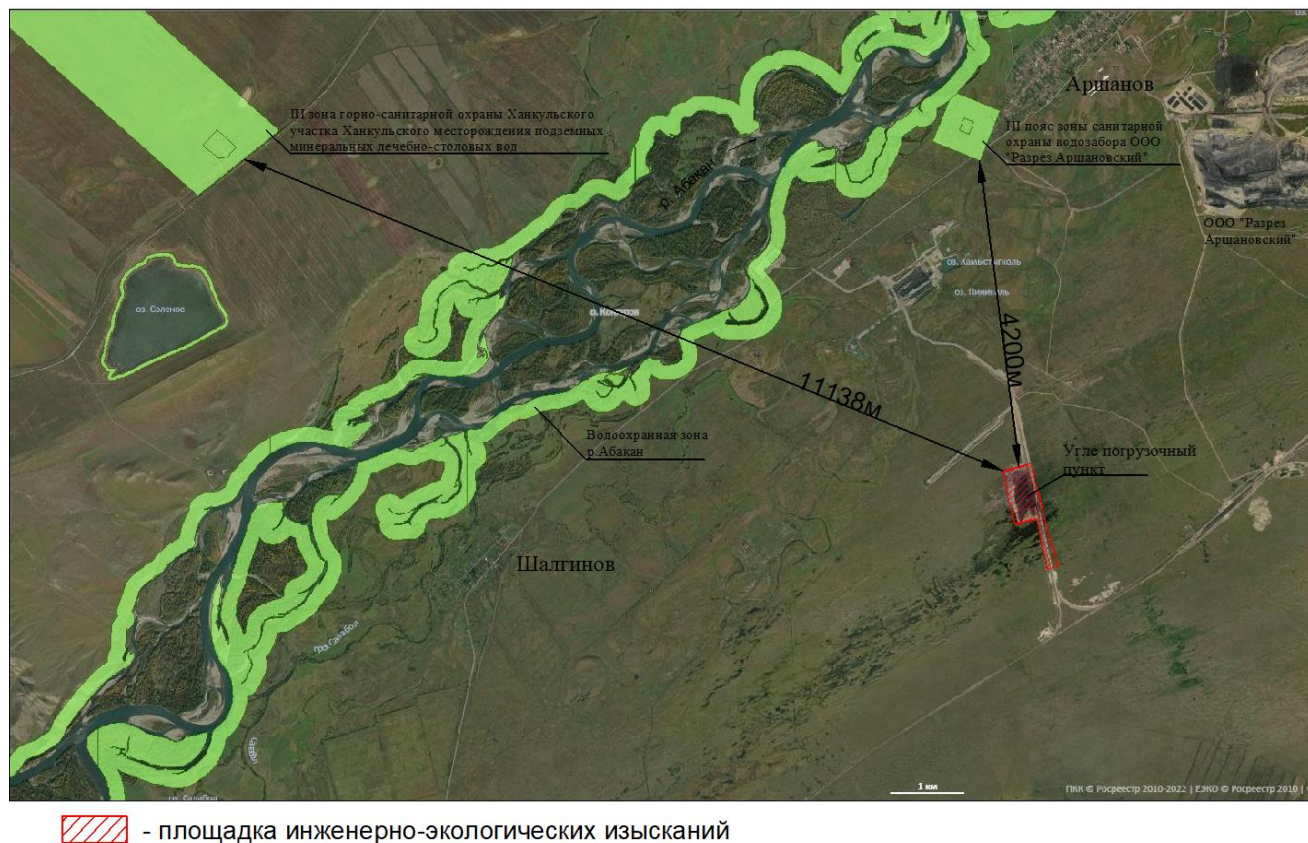 Аршанов
III зона горно-санитарной охраны Ханкульского
участка Ханкульского месторождения подземных
минеральных лечебно-столовых вод
III пояс зоны санитарной
охраны водозабора ООО
"Разрез Аршановский"
р. Абакан
ООО "Разрез
Аршановский"
оз. Хамыстыгколь
оз. Соленое
4200м
11138м
Водоохранная зона
р.Абакан
Угле погрузочный
пункт
Шалгинов
1 км
ПКК © Росреестр 2010-2022 | ЕЭКО © Росреестр 2010 |
- площадка инженерно-экологических изысканий